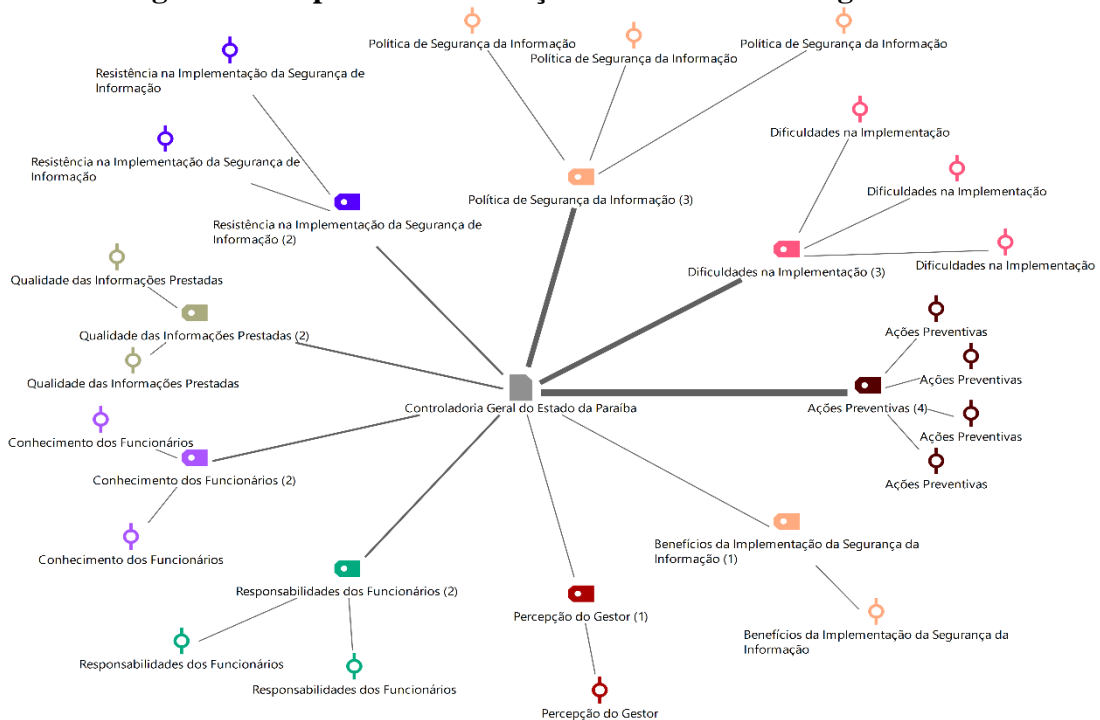 Política de Segurança da Informação
Política de Segurança da Informação
Política de Segurança da Informação
Resistência na Implementação da Segurança de
Informação
Dificuldades na Implementação
Resistência na Implementação da Segurança de
Informação
Dificuldades na Implementação
Política de Segurança da Informação (3)
Resistência na Implementação da Segurança de
Informação (2)
Dificuldades na Implementação
Dificuldades na Implementação (3)
Qualidade das Informações Prestadas
Qualidade das Informações Prestadas (2)
Ações Preventivas
Qualidade das Informações Prestadas
Ações Preventivas
Controladoria Geral do Estado da Paraíba
Ações Preventivas (4)
Conhecimento dos Funcionários
Ações Preventivas
Conhecimento dos Funcionários (2)
Ações Preventivas
Benefícios da Implementação da Segurança da
Informação (1)
Conhecimento dos Funcionários
Responsabilidades dos Funcionários (2)
Percepção do Gestor (1)
Benefícios da Implementação da Segurança da
Informação
Responsabilidades dos Funcionários
Responsabilidades dos Funcionários
Percepção do Gestor